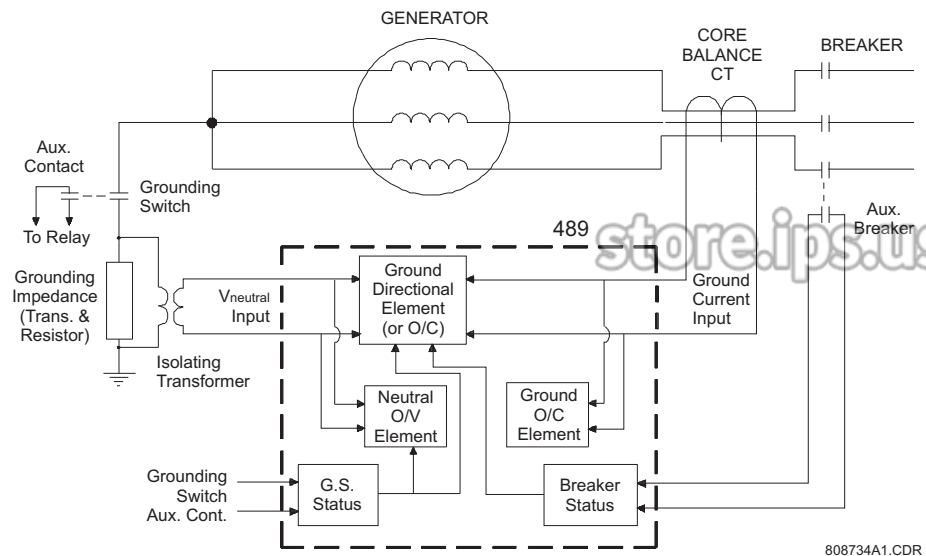 GENERATOR
CORE
BALANCE
CT
BREAKER
Aux.
Contact
Grounding
Switch
To Relay
Aux.
Breaker
489
store.ips.us
Grounding
Impedance
(Trans. &
Resistor)
Vneutral
Input
Isolating
Transformer
Ground
Directional
Element
(or O/C)
Ground
Current
Input
Neutral
O/V
Element
Ground
O/C
Element
Grounding
Switch
Aux. Cont.
G.S.
Status
Breaker
Status
808734A1.CDR